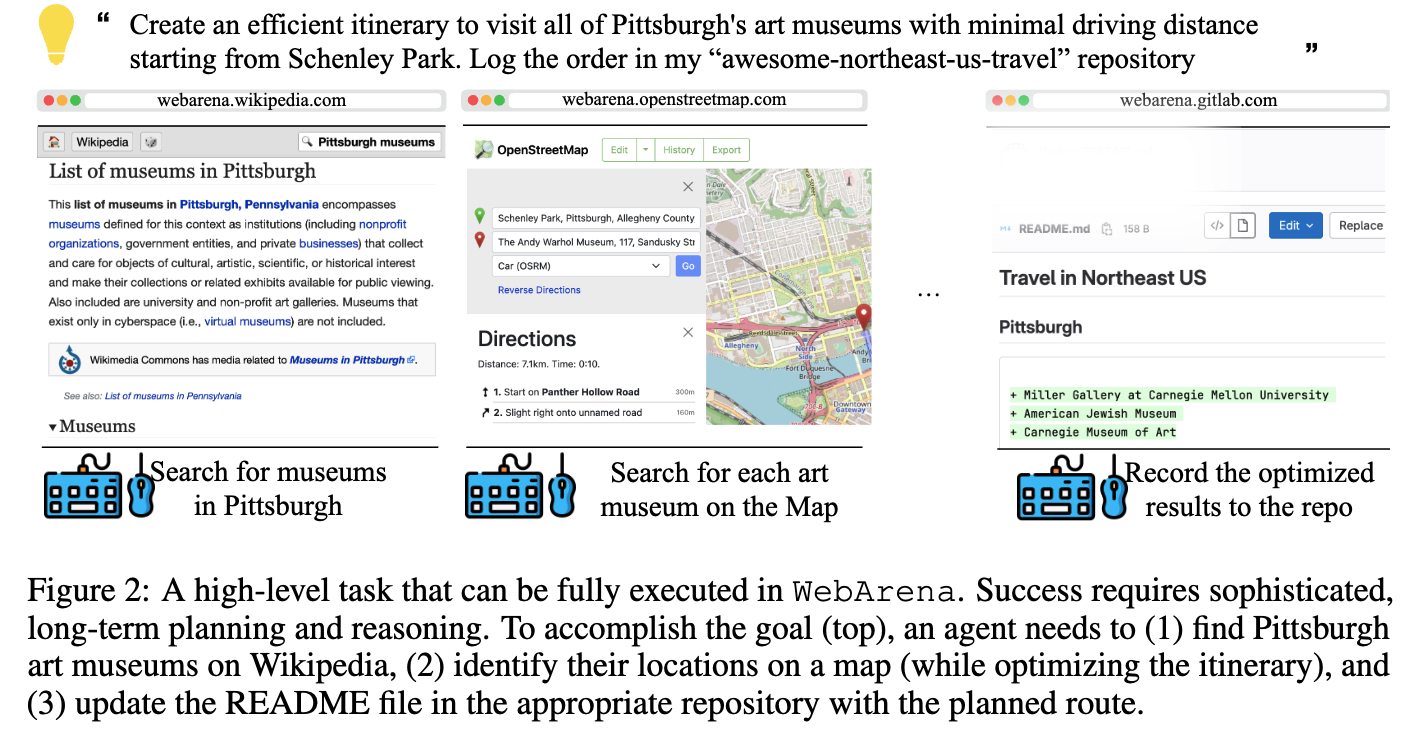 “ Create an efficient itinerary to visit all of Pittsburgh's art museums with minimal driving distance
starting from Schenley Park. Log the order in my “awesome-northeast-us-travel” repository ”
webarena.wikipedia.com
Wikipedia
Pittsburgh museums
List of museums in Pittsburgh
This list of museums in Pittsburgh, Pennsylvania encompasses
museums defined for this context as institutions (including nonprofit
organizations, government entities, and private businesses) that collect
and care for objects of cultural, artistic, scientific, or historical interest
and make their collections or related exhibits available for public viewing.
Also included are university and non-profit art galleries. Museums that
exist only in cyberspace (i.e., virtual museums) are not included.
Wikimedia Commons has media related to Museums in Pittsburgh.
See also: List of museums in Pennsylvania
▾Museums
Search for museums
in Pittsburgh
webarena.openstreetmap.com
OpenStreetMap
Edit
History
Export
Schenley Park, Pittsburgh, Allegheny County
The Andy Warhol Museum, 117, Sandusky Str
Car (OSRM)
Go
Reverse Directions
Directions
Distance: 7.1km. Time: 0:10.
1. Start on Panther Hollow Road 300m
2. Slight right onto unnamed road 160m
Allegheny
North
Side
Fort Duquesne
Bridge
Andy
Downtown
Gateway
Search for each art
museum on the Map
...
webarena.gitlab.com
README.md 158 B
Edit
Replace
Travel in Northeast US
Pittsburgh
+ Miller Gallery at Carnegie Mellon University
+ American Jewish Museum
+ Carnegie Museum of Art
Record the optimized
results to the repo
Figure 2: A high-level task that can be fully executed in WebArena. Success requires sophisticated,
long-term planning and reasoning. To accomplish the goal (top), an agent needs to (1) find Pittsburgh
art museums on Wikipedia, (2) identify their locations on a map (while optimizing the itinerary), and
(3) update the README file in the appropriate repository with the planned route.